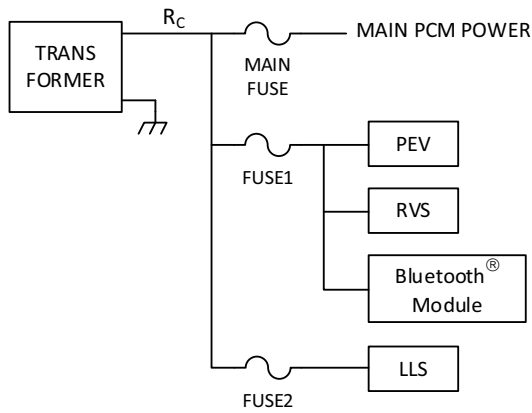 TRANS
FORMER
R_C
MAIN PCM POWER
MAIN
FUSE
FUSE1
PEV
RVS
Bluetooth®
Module
FUSE2
LLS